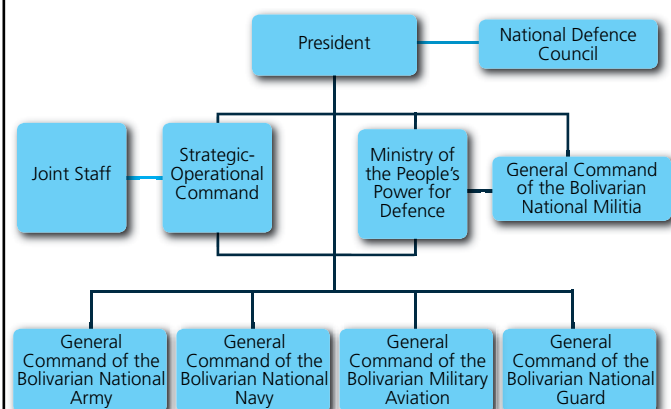 President
National Defence
Council
Joint Staff
Strategic-
Operational
Command
Ministry of
the People's
Power for
Defence
General Command
of the Bolivarian
National Militia
General
Command of the
Bolivarian National
Army
General
Command of the
Bolivarian National
Navy
General
Command of the
Bolivarian Military
Aviation
General
Command of the
Bolivarian National
Guard